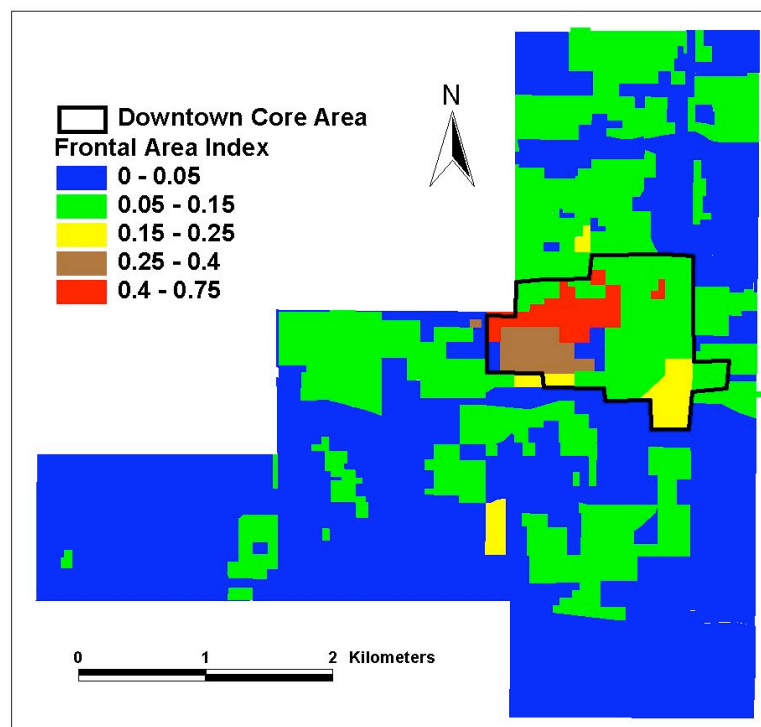 N
Downtown Core Area
Frontal Area Index
0 - 0.05
0.05 - 0.15
0.15 - 0.25
0.25 - 0.4
0.4 - 0.75
0 1 2 Kilometers